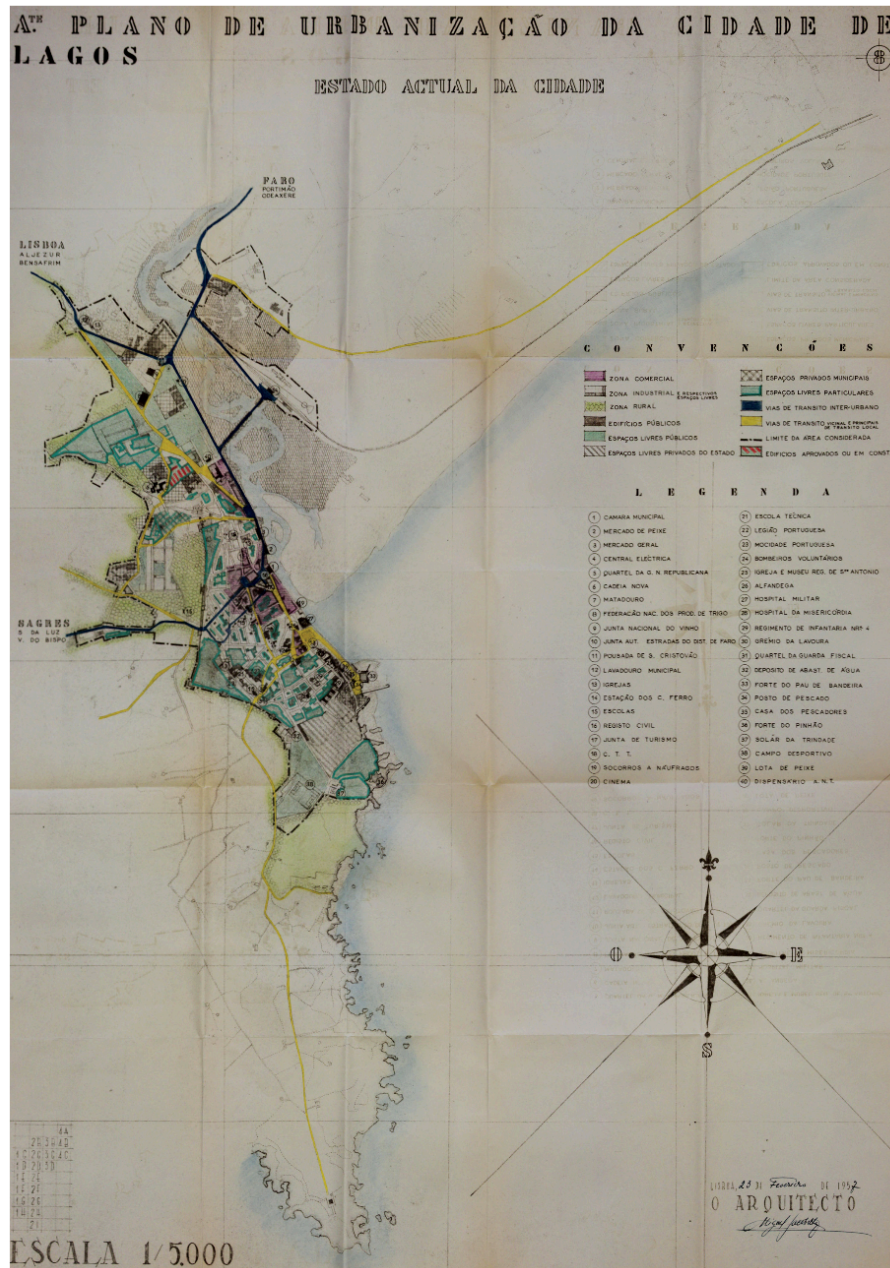 A.TE PLANO DE URBANIZAÇÃO DA CIDADE DE
LAGOS
8
ESTADO ACTUAL DA CIDADE
FARO
PORTIMÃO
ODEAXERE
LISBOA
ALJEZUR
BENSAFRIM
SAGRES
S. DA LUZ
V. DO BISPO
CONVENCÕES
ZONA COMERCIAL
ZONA INDUSTRIAL E RESPECTIVOS ESPAÇOS LIVRES
ZONA RURAL
EDIFÍCIOS PÚBLICOS
ESPAÇOS LIVRES PÚBLICOS
ESPAÇOS LIVRES PRIVADOS DO ESTADO
ESPAÇOS PRIVADOS MUNICIPAIS
ESPAÇOS LIVRES PARTICULARES
VIAS DE TRANSITO INTER-URBANO
VIAS DE TRANSITO VICINAL E PRINCIPAIS DE TRANSITO LOCAL
LIMITE DA ÁREA CONSIDERADA
EDIFICIOS APROVADOS OU EM CONST
LEGENDA
1 CAMARA MUNICIPAL
2 MERCADO DE PEIXE
3 MERCADO GERAL
4 CENTRAL ELÉCTRICA
5 QUARTEL DA G. N. REPUBLICANA
6 CADEIA NOVA
7 MATADOURO
8 FEDERAÇÃO NAC. DOS PROD. DE TRIGO
9 JUNTA NACIONAL DO VINHO
10 JUNTA AUT. ESTRADAS DO DIST. DE FARO
11 POUSADA DE S. CRISTOVÃO
12 LAVADOURO MUNICIPAL
13 IGREJAS
14 ESTAÇÃO DOS C. FERRO
15 ESCOLAS
16 REGISTO CIVIL
17 JUNTA DE TURISMO
18 C. T. T.
19 SOCORROS A NAUFRADOS
20 CINEMA
21 ESCOLA TECNICA
22 LEGIÃO PORTUGUESA
23 MOCIDADE PORTUGUESA
24 BOMBEIROS VOLUNTÁRIOS
25 IGREJA E MUSEU REG. DE STO ANTONIO
26 ALFANDEGA
27 HOSPITAL MILITAR
28 HOSPITAL DA MISERICÓRDIA
29 REGIMENTO DE INFANTARIA NRº 4
30 GRÉMIO DA LAVOURA
31 QUARTEL DA GUARDA FISCAL
32 DEPOSITO DE ABAST. DE ÁGUA
33 FORTE DO PAU DE BANDEIRA
34 POSTO DE PESCADO
35 CASA DOS PESCADORES
36 FORTE DO PINHÃO
37 SOLÁR DA TRINDADE
38 CAMPO DESPORTIVO
39 LOTA DE PEIXE
40 DISPENSÁRIO A.N.T.
O
E
S
LISBOA, 23 DE Fevereiro DE 1957
O ARQUITÉCTO
ESCALA 1/5.000